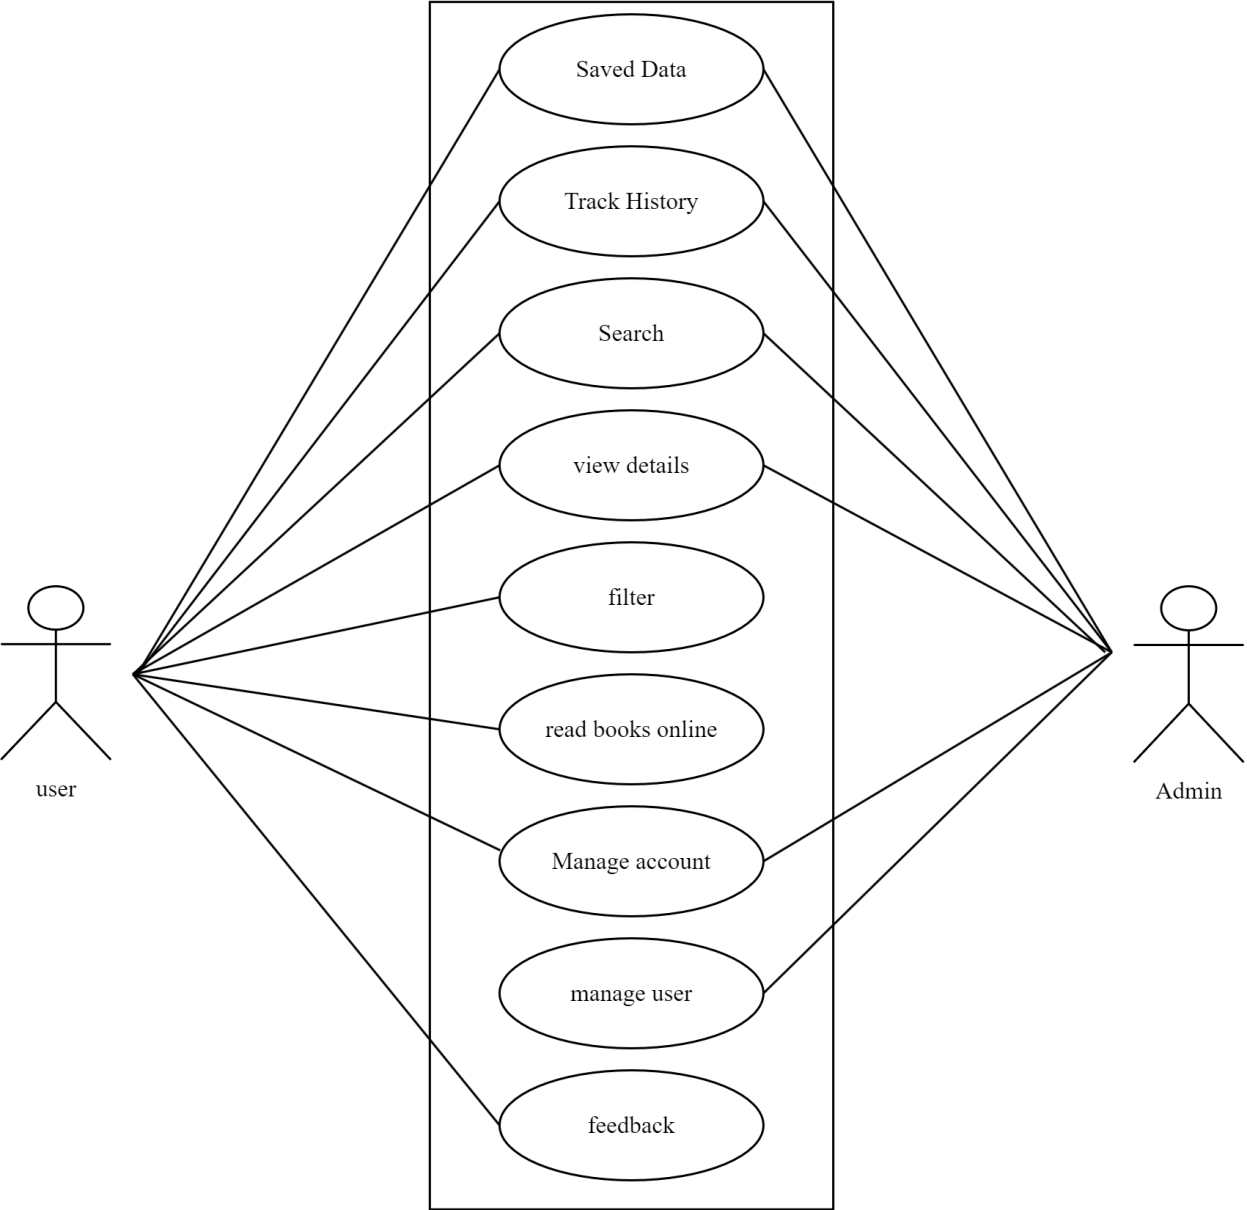 Saved Data
Track History
Search
view details
filter
read books online
user
Admin
Manage account
manage user
feedback